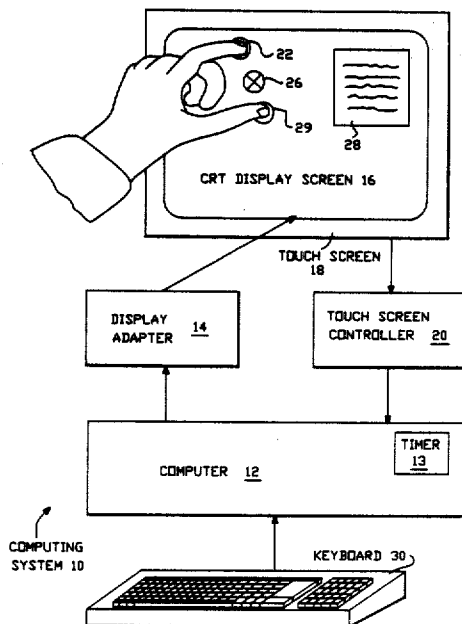 22
26
29
28
CRT DISPLAY SCREEN 16
TOUCH SCREEN
18
DISPLAY
ADAPTER 14
TOUCH SCREEN
CONTROLLER 20
TIMER
13
COMPUTER 12
COMPUTING
SYSTEM 10
KEYBOARD 30